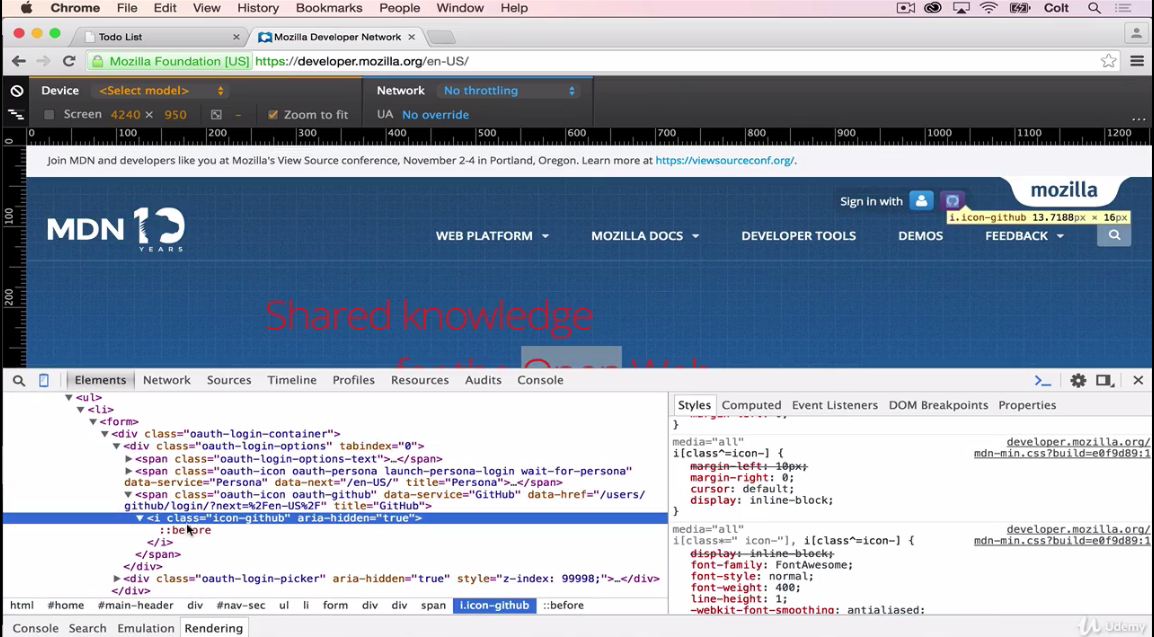 Chrome File Edit View History Bookmarks People Window Help Colt
Todo List × Mozilla Developer Network ×
Mozilla Foundation [US] https://developer.mozilla.org/en-US/
Device <Select model> Network No throttling
Screen 4240 × 950 – Zoom to fit UA No override ...
0 100 200 300 400 500 600 700 800 900 1000 1100 1200
0
100
200
Join MDN and developers like you at Mozilla's View Source conference, November 2-4 in Portland, Oregon. Learn more at https://viewsourceconf.org/.
Sign in with mozilla
i.icon-github 13.7188px × 16px
MDN 10 YEARS
WEB PLATFORM MOZILLA DOCS DEVELOPER TOOLS DEMOS FEEDBACK
Shared knowledge
for the Open Web
Elements Network Sources Timeline Profiles Resources Audits Console
<ul>
<li>
<form>
<div class="oauth-login-container">
<div class="oauth-login-options" tabindex="0">
<span class="oauth-login-options-text">…</span>
<span class="oauth-icon oauth-persona launch-persona-login wait-for-persona"
data-service="Persona" data-next="/en-US/" title="Persona">…</span>
<span class="oauth-icon oauth-github" data-service="GitHub" data-href="/users/
github/login/?next=%2Fen-US%2F" title="GitHub">
<i class="icon-github" aria-hidden="true">
::before
</i>
</span>
</div>
<div class="oauth-login-picker" aria-hidden="true" style="z-index: 99998;">…</div>
</div>
html #home #main-header div #nav-sec ul li form div div span i.icon-github ::before
Styles Computed Event Listeners DOM Breakpoints Properties
}
media="all" developer.mozilla.org/
i[class^=icon-] { mdn-min.css?build=e0f9d89:1
margin-left: 10px;
margin-right: 0;
cursor: default;
display: inline-block;
}
media="all" developer.mozilla.org/
i[class*=" icon-"], i[class^=icon-] { mdn-min.css?build=e0f9d89:1
display: inline-block;
font-family: FontAwesome;
font-style: normal;
font-weight: 400;
line-height: 1;
-webkit-font-smoothing: antialiased;
Console Search Emulation Rendering
Udemy